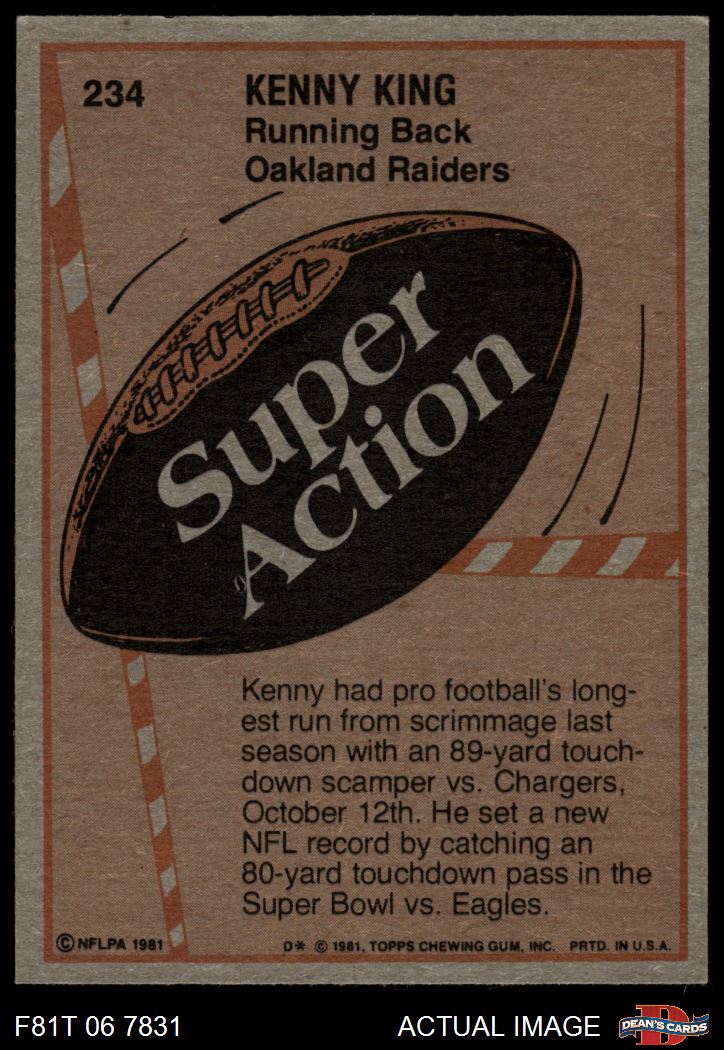 234
KENNY KING
Running Back
Oakland Raiders
Super
Action
Kenny had pro football's long-
est run from scrimmage last
season with an 89-yard touch-
down scamper vs. Chargers,
October 12th. He set a new
NFL record by catching an
80-yard touchdown pass in the
Super Bowl vs. Eagles.
© NFLPA 1981
D* © 1981, TOPPS CHEWING GUM, INC. PRTD. IN U.S.A.
F81T 06 7831
ACTUAL IMAGE
D
DEAN'S CARDS